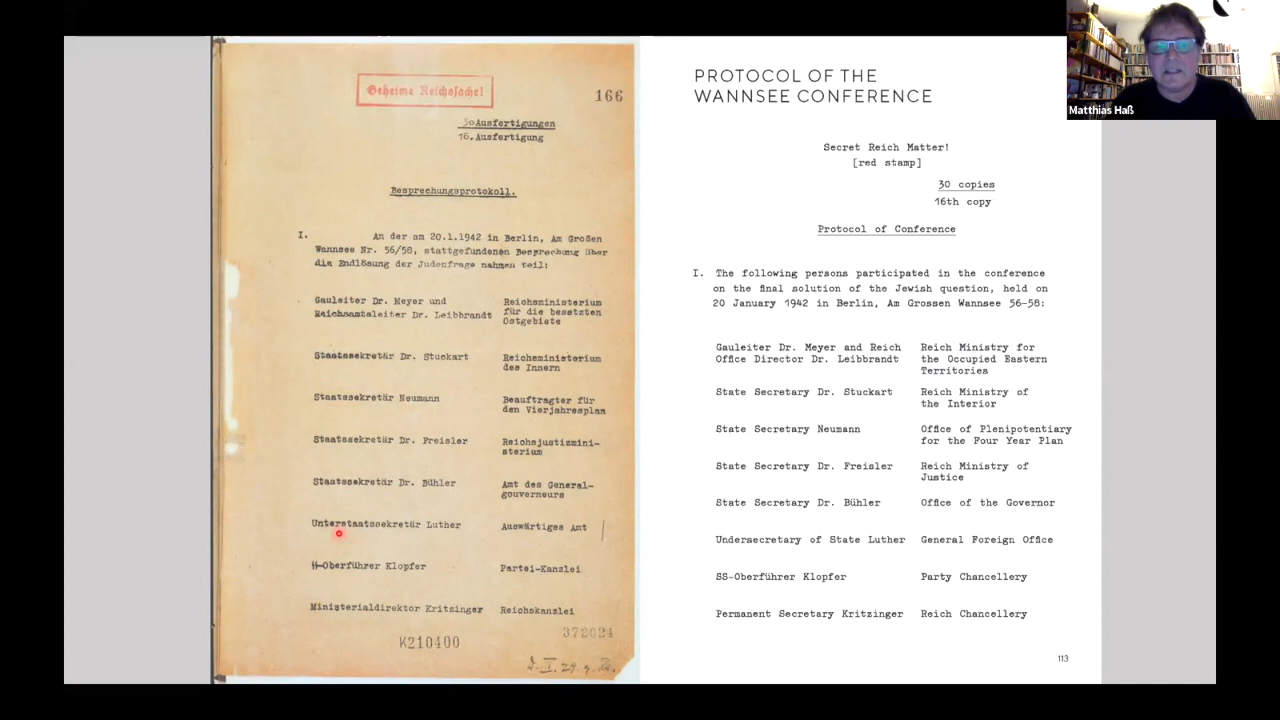 Geheime Reichssache!
166
30 Ausfertigungen
16. Ausfertigung
Besprechungsprotokoll.
I. An der am 20.1.1942 in Berlin, Am Großen
Wannsee Nr. 56/58, stattgefundenen Besprechung über
die Endlösung der Judenfrage nahmen teil:
Gauleiter Dr. Meyer und
Reichsamtsleiter Dr. Leibbrandt
Reichsministerium
für die besetzten
Ostgebiete
Staatssekretär Dr. Stuckart
Reichsministerium
des Innern
Staatssekretär Neumann
Beauftragter für
den Vierjahresplan
Staatssekretär Dr. Freisler
Reichsjustizmini-
sterium
Staatssekretär Dr. Bühler
Amt des General-
gouverneurs
Unterstaatssekretär Luther
Auswärtiges Amt
SS-Oberführer Klopfer
Partei-Kanzlei
Ministerialdirektor Kritzinger
Reichskanzlei
K210400
372024
PROTOCOL OF THE
WANNSEE CONFERENCE
Secret Reich Matter!
[red stamp]
30 copies
16th copy
Protocol of Conference
I. The following persons participated in the conference
on the final solution of the Jewish question, held on
20 January 1942 in Berlin, Am Grossen Wannsee 56-58:
Gauleiter Dr. Meyer and Reich
Office Director Dr. Leibbrandt
Reich Ministry for
the Occupied Eastern
Territories
State Secretary Dr. Stuckart
Reich Ministry of
the Interior
State Secretary Neumann
Office of Plenipotentiary
for the Four Year Plan
State Secretary Dr. Freisler
Reich Ministry of
Justice
State Secretary Dr. Bühler
Office of the Governor
Undersecretary of State Luther
General Foreign Office
SS-Oberführer Klopfer
Party Chancellery
Permanent Secretary Kritzinger
Reich Chancellery
113
Matthias Haß